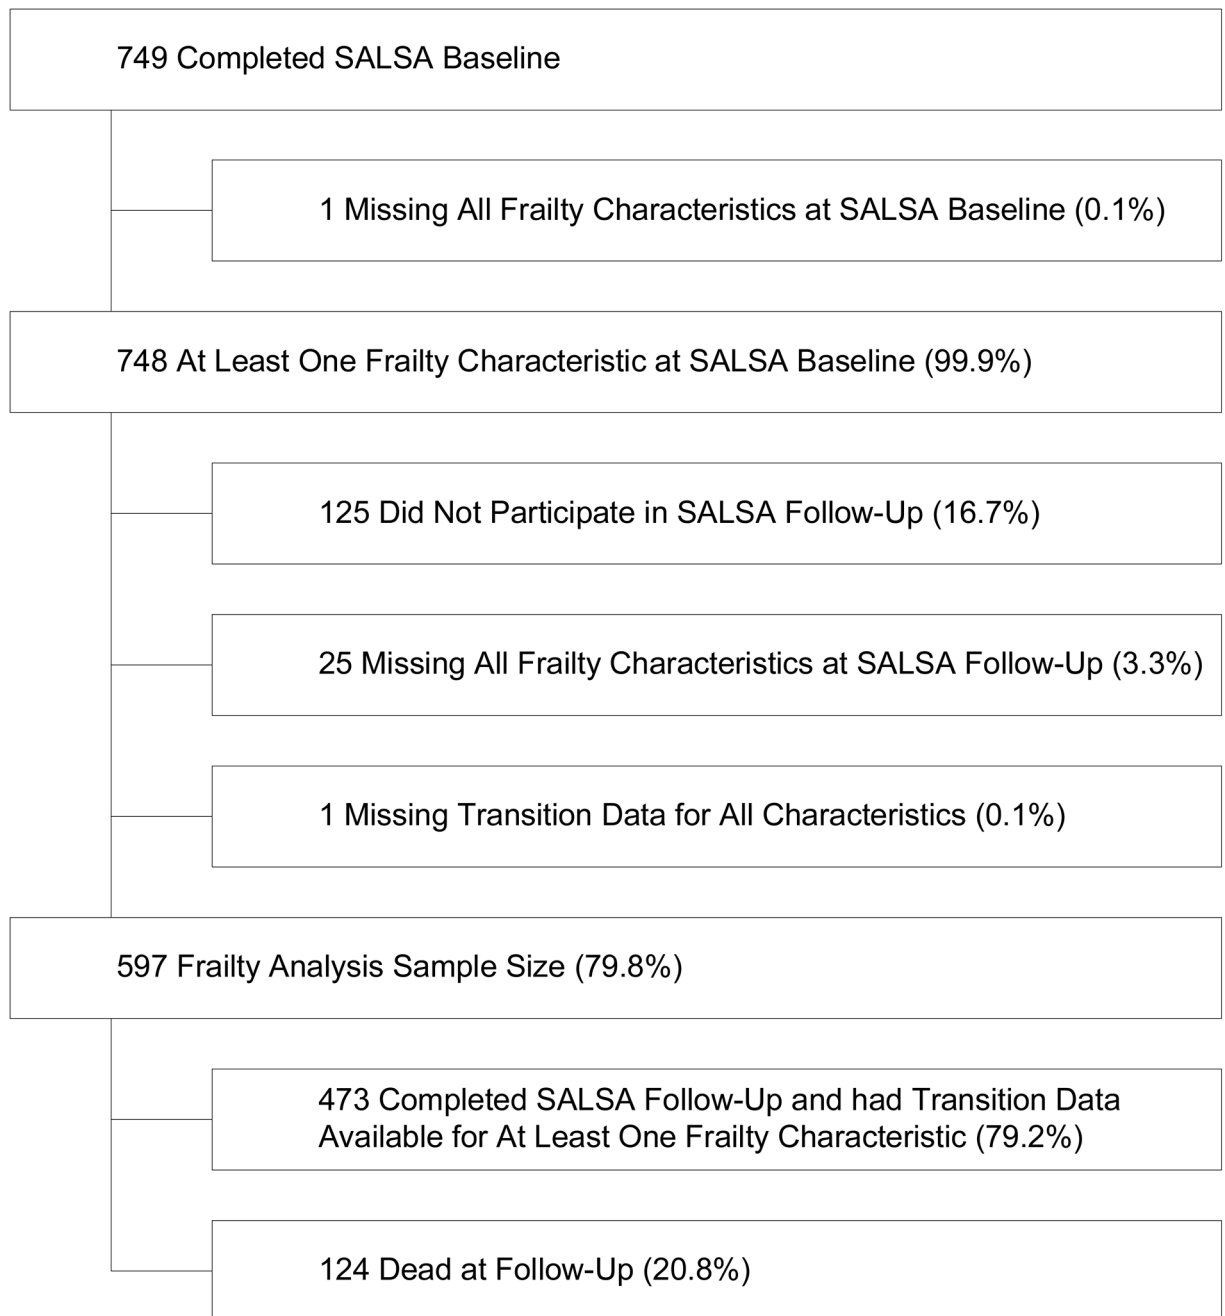 749 Completed SALSA Baseline
1 Missing All Frailty Characteristics at SALSA Baseline (0.1%)
748 At Least One Frailty Characteristic at SALSA Baseline (99.9%)
125 Did Not Participate in SALSA Follow-Up (16.7%)
25 Missing All Frailty Characteristics at SALSA Follow-Up (3.3%)
1 Missing Transition Data for All Characteristics (0.1%)
597 Frailty Analysis Sample Size (79.8%)
473 Completed SALSA Follow-Up and had Transition Data
Available for At Least One Frailty Characteristic (79.2%)
124 Dead at Follow-Up (20.8%)